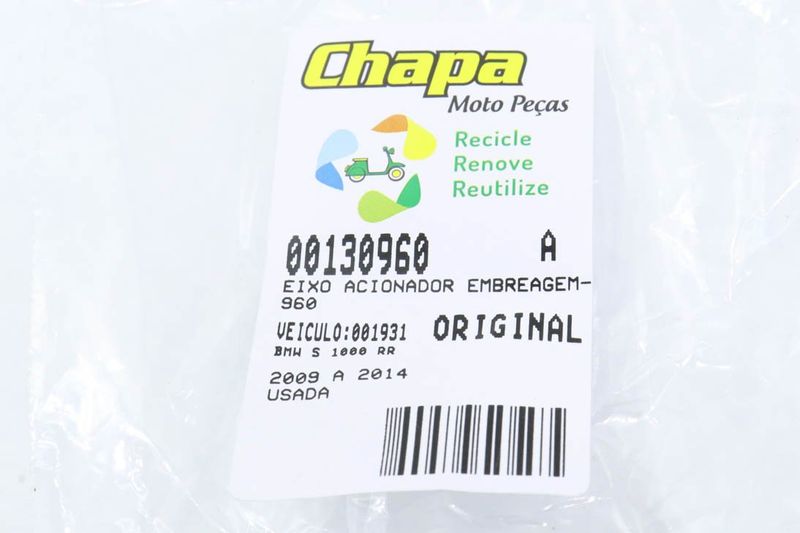 Chapa
Moto Peças
Recicle
Renove
Reutilize
00130960 A
EIXO ACIONADOR EMBREAGEM-
960
VEICULO:001931 ORIGINAL
BMW S 1000 RR
2009 A 2014
USADA